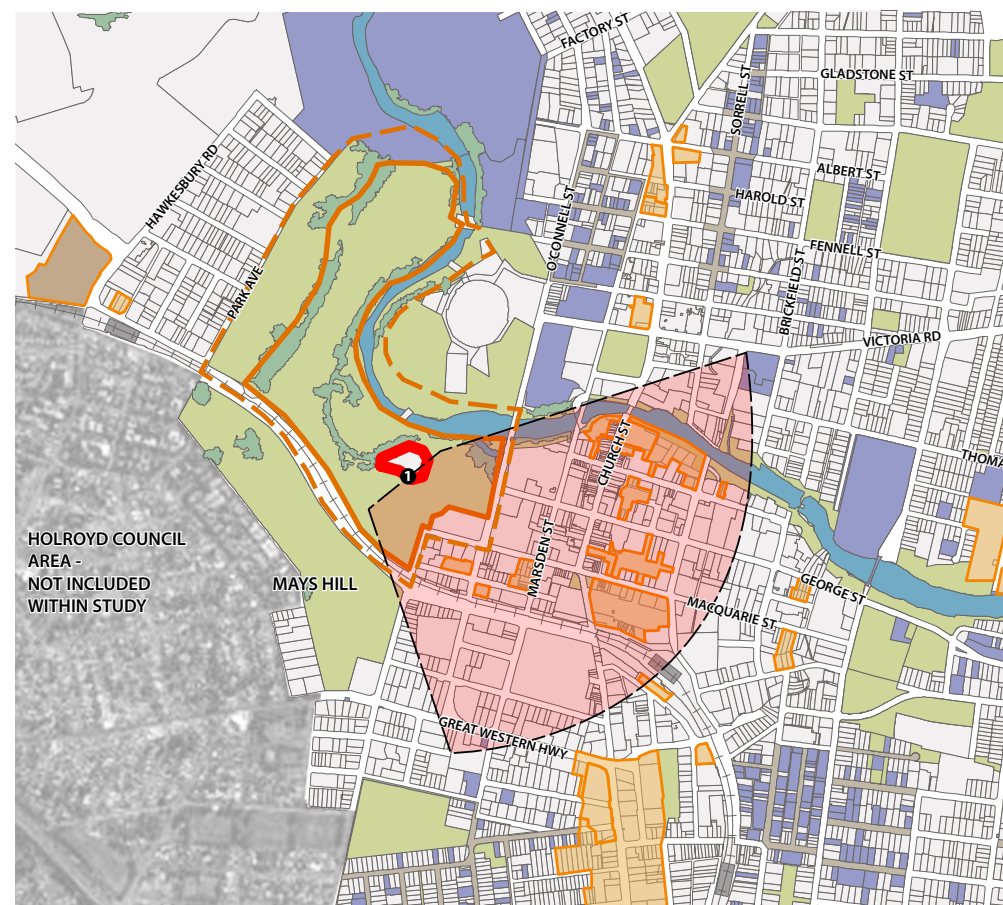 FACTORY ST
GLADSTONE ST
SORRELL ST
HAWKESBURY RD
ALBERT ST
HAROLD ST
O'CONNELL ST
FENNELL ST
BRICKFIELD ST
PARK AVE
VICTORIA RD
CHURCH ST
THOMA
1
MARSDEN ST
HOLROYD COUNCIL
AREA -
NOT INCLUDED
WITHIN STUDY
MAYS HILL
GEORGE ST
MACQUARIE ST
GREAT WESTERN HWY